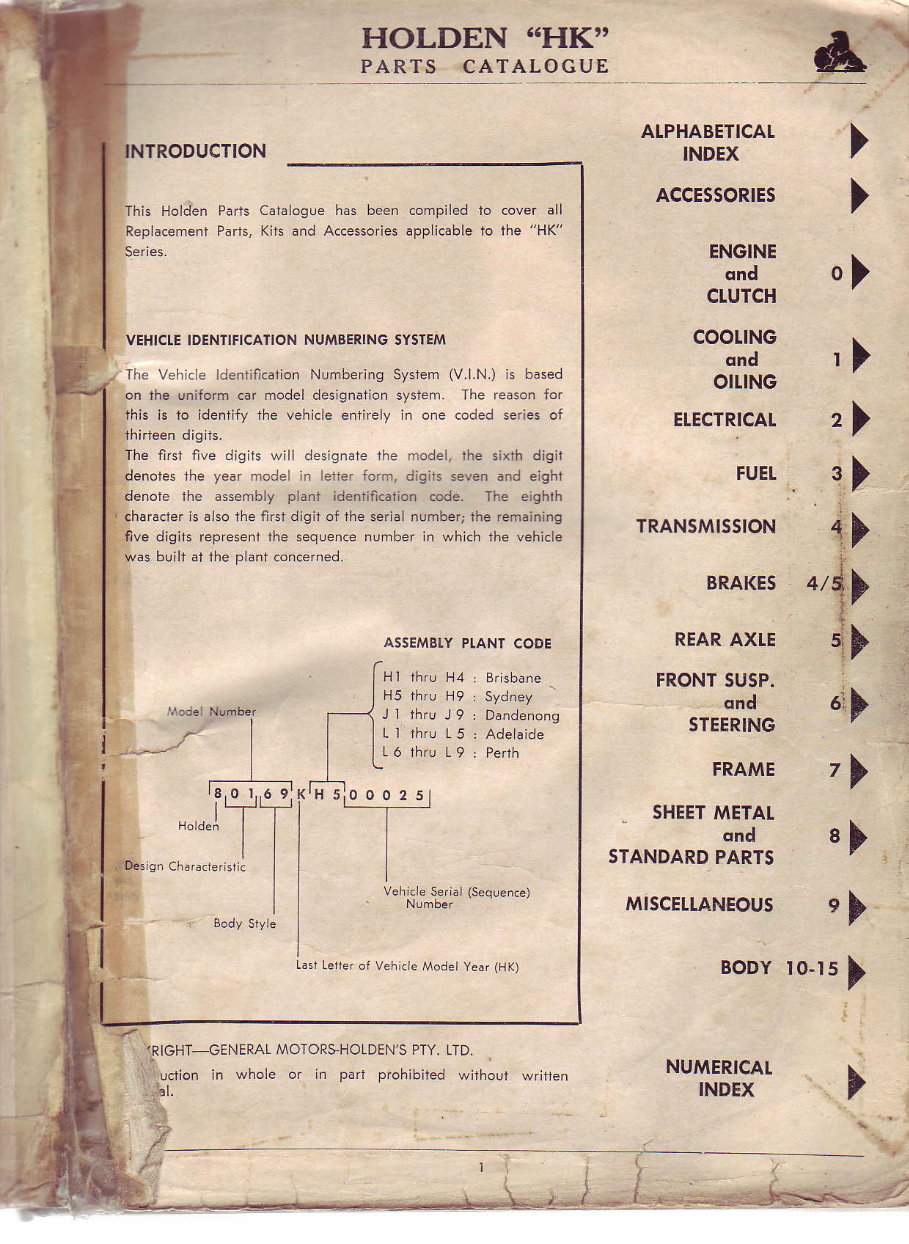 HOLDEN “HK”
PARTS CATALOGUE
INTRODUCTION
This Holden Parts Catalogue has been compiled to cover all
Replacement Parts, Kits and Accessories applicable to the "HK"
Series.
VEHICLE IDENTIFICATION NUMBERING SYSTEM
The Vehicle Identification Numbering System (V.I.N.) is based
on the uniform car model designation system. The reason for
this is to identify the vehicle entirely in one coded series of
thirteen digits.
The first five digits will designate the model, the sixth digit
denotes the year model in letter form, digits seven and eight
denote the assembly plant identification code. The eighth
character is also the first digit of the serial number; the remaining
five digits represent the sequence number in which the vehicle
was built at the plant concerned.
ASSEMBLY PLANT CODE
H1 thru H4 : Brisbane
H5 thru H9 : Sydney
J 1 thru J 9 : Dandenong
L 1 thru L 5 : Adelaide
L 6 thru L 9 : Perth
Model Number
8 0 1 6 9 K H 5 0 0 0 2 5
Holden
Design Characteristic
Body Style
Vehicle Serial (Sequence)
Number
Last Letter of Vehicle Model Year (HK)
RIGHT—GENERAL MOTORS-HOLDEN'S PTY. LTD.
uction in whole or in part prohibited without written
al.
ALPHABETICAL
INDEX
ACCESSORIES
ENGINE
and 0
CLUTCH
COOLING
and 1
OILING
ELECTRICAL 2
FUEL 3
TRANSMISSION 4
BRAKES 4/5
REAR AXLE 5
FRONT SUSP.
and 6
STEERING
FRAME 7
SHEET METAL
and 8
STANDARD PARTS
MISCELLANEOUS 9
BODY 10-15
NUMERICAL
INDEX
1